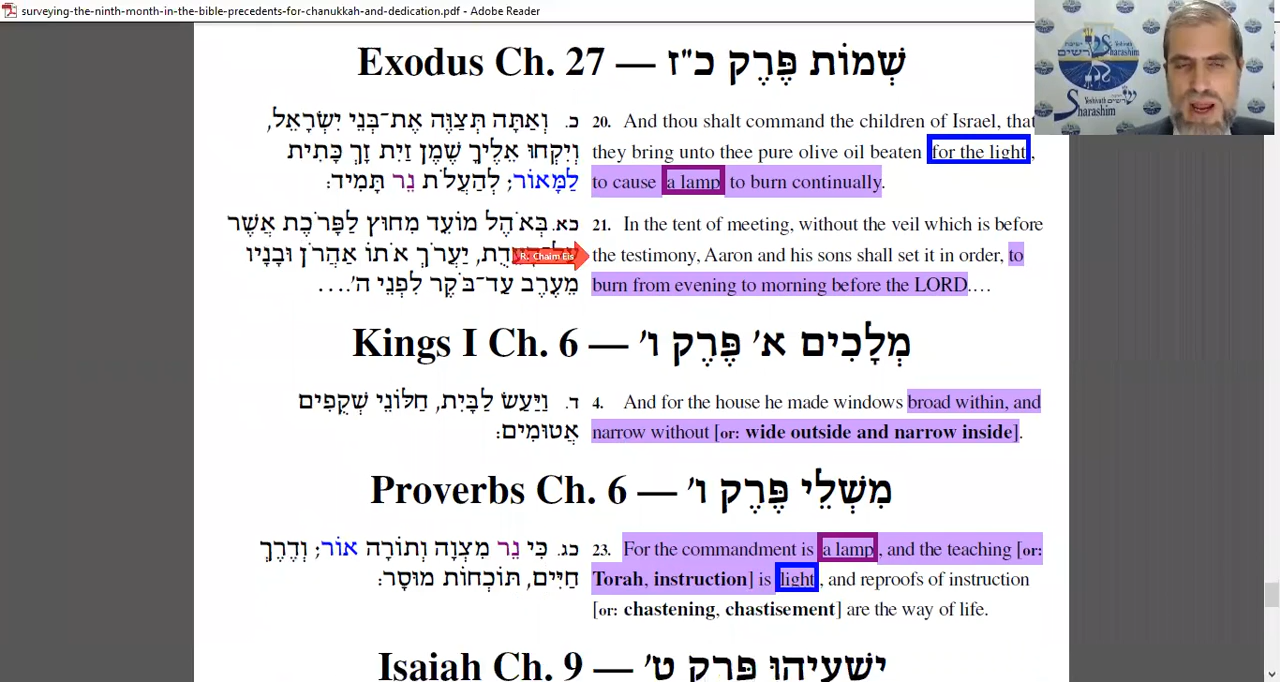 surveying-the-ninth-month-in-the-bible-precedents-for-chanukkah-and-dedication.pdf - Adobe Reader
Exodus Ch. 27 — שְׁמוֹת פֶּרֶק כ"ז
כ. וְאַתָּה תְּצַוֶּה אֶת־בְּנֵי יִשְׂרָאֵל,
וְיִקְחוּ אֵלֶיךָ שֶׁמֶן זַיִת זָךְ כָּתִית
לַמָּאוֹר; לְהַעֲלֹת נֵר תָּמִיד:
20. And thou shalt command the children of Israel, that
they bring unto thee pure olive oil beaten for the light,
to cause a lamp to burn continually.
כא. בְּאֹהֶל מוֹעֵד מִחוּץ לַפָּרֹכֶת אֲשֶׁר
יַעֲרֹךְ אֹתוֹ אַהֲרֹן וּבָנָיו
מֵעֶרֶב עַד־בֹּקֶר לִפְנֵי ה'....
R. Chaim Eis
21. In the tent of meeting, without the veil which is before
the testimony, Aaron and his sons shall set it in order, to
burn from evening to morning before the LORD....
Kings I Ch. 6 — מְלָכִים א' פֶּרֶק ו'
ד. וַיַּעַשׂ לַבָּיִת, חַלּוֹנֵי שְׁקֻפִים
אֲטוּמִים:
4. And for the house he made windows broad within, and
narrow without [or: wide outside and narrow inside].
Proverbs Ch. 6 — מִשְׁלֵי פֶּרֶק ו'
כג. כִּי נֵר מִצְוָה וְתוֹרָה אוֹר; וְדֶרֶךְ
חַיִּים, תּוֹכְחוֹת מוּסָר:
23. For the commandment is a lamp, and the teaching [or:
Torah, instruction] is light, and reproofs of instruction
[or: chastening, chastisement] are the way of life.
Isaiah Ch. 9 — יְשַׁעְיָהוּ פֶּרֶק ט'
Yeshivath
Sharashim